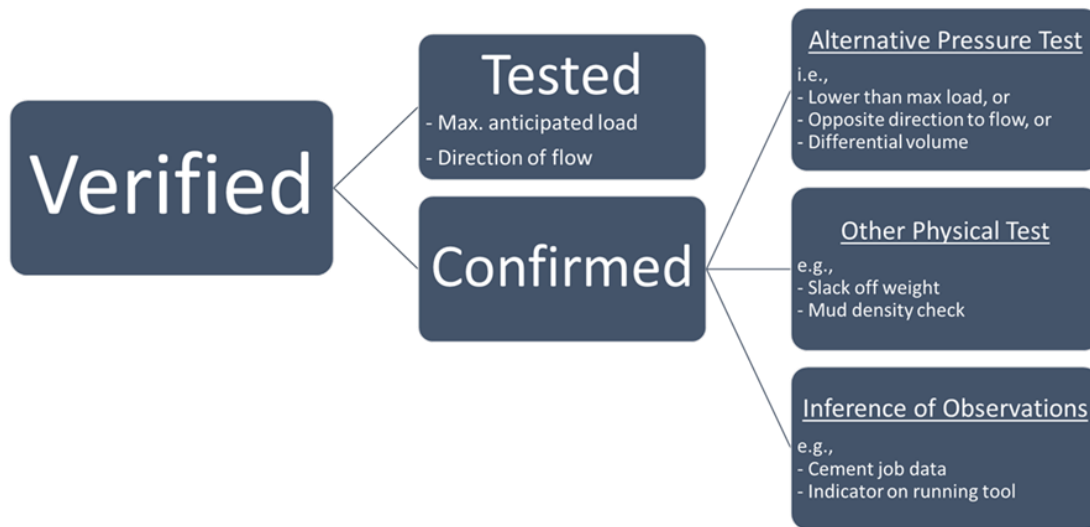 Verified
Tested
- Max. anticipated load
- Direction of flow
Confirmed
Alternative Pressure Test
i.e.,
- Lower than max load, or
- Opposite direction to flow, or
- Differential volume
Other Physical Test
e.g.,
- Slack off weight
- Mud density check
Inference of Observations
e.g.,
- Cement job data
- Indicator on running tool